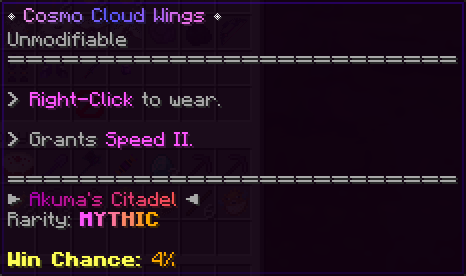 ◆ Cosmo Cloud Wings ◆
Unmodifiable
================================
> Right-Click to wear.
> Grants Speed II.
================================
► Akuma's Citadel ◄
Rarity: MYTHIC
Win Chance: 4%